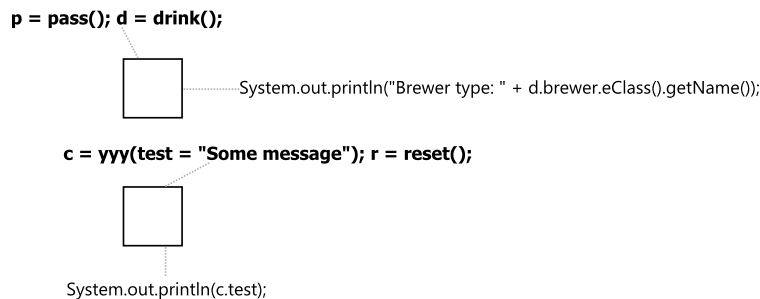 p = pass(); d = drink();
System.out.println("Brewer type: " + d.brewer.eClass().getName());
c = yyy(test = "Some message"); r = reset();
System.out.println(c.test);